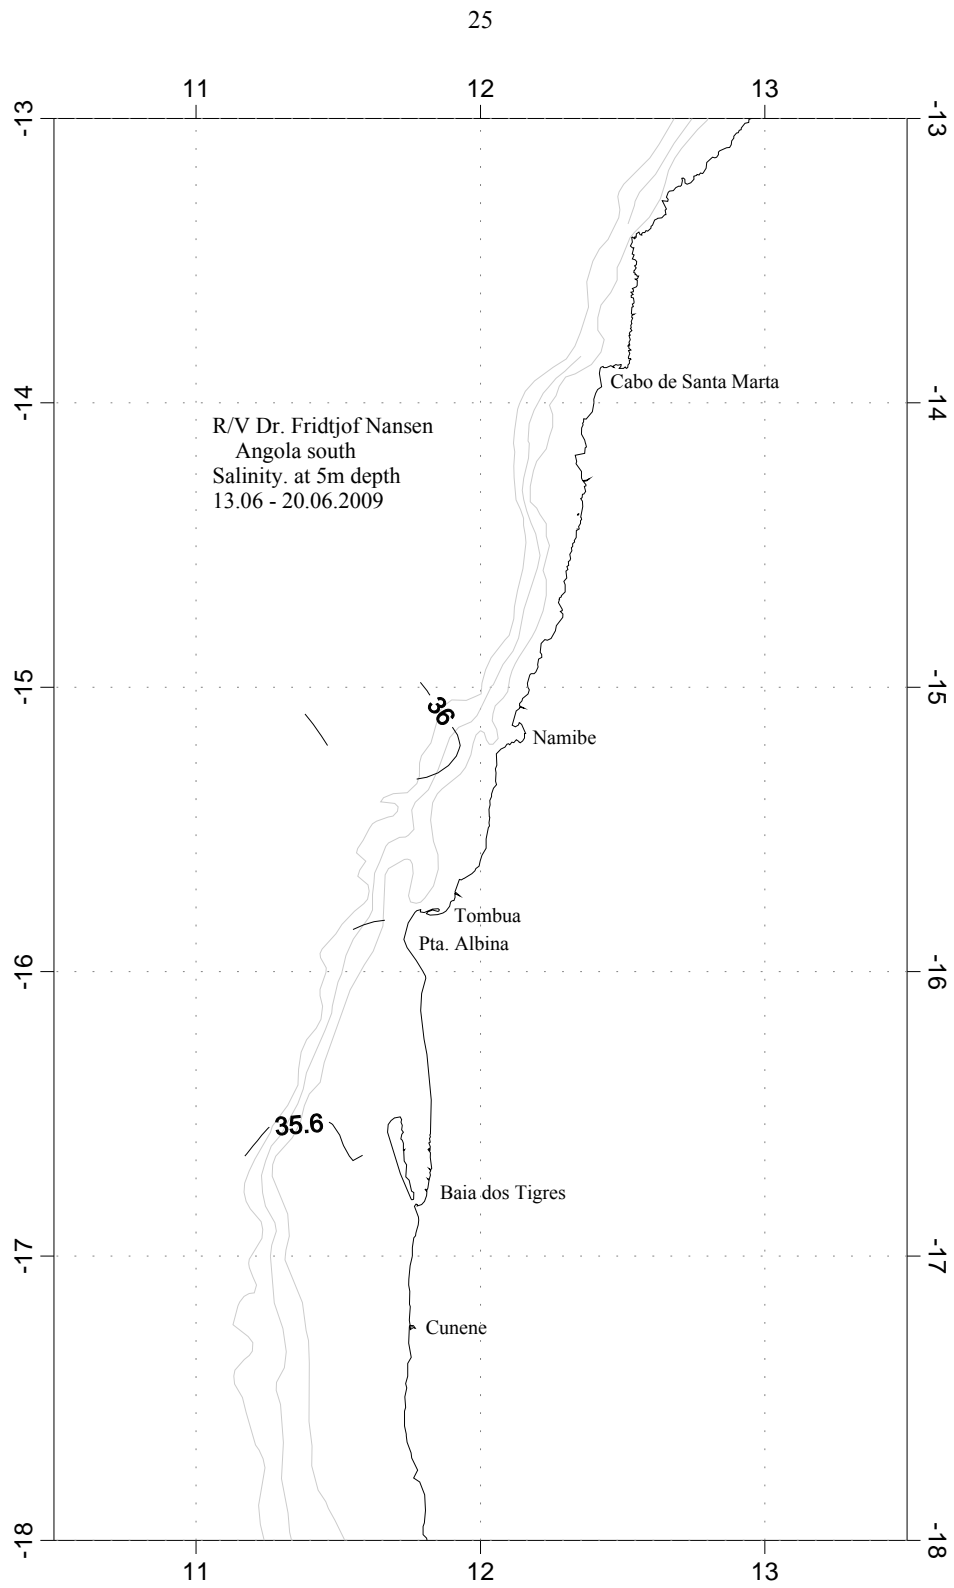 25
11 12 13
-13 -13
Cabo de Santa Marta
-14 -14
R/V Dr. Fridtjof Nansen
Angola south
Salinity. at 5m depth
13.06 - 20.06.2009
-15 -15
36
Namibe
Tombua
Pta. Albina
-16 -16
35.6
Baia dos Tigres
-17 -17
Cunene
-18 -18
11 12 13